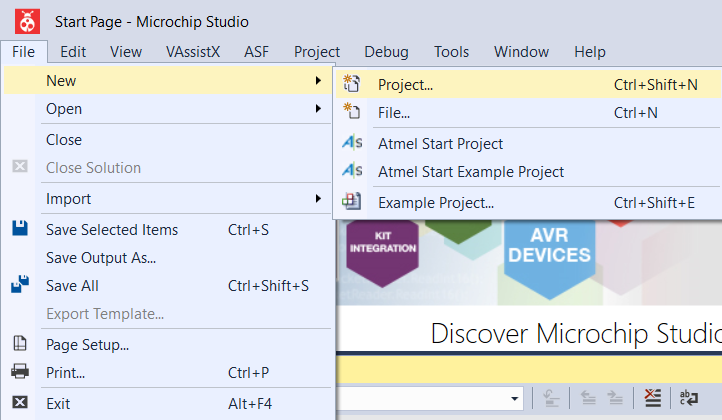 Start Page - Microchip Studio
File Edit View VAssistX ASF Project Debug Tools Window Help
New
Project... Ctrl+Shift+N
File... Ctrl+N
Atmel Start Project
Atmel Start Example Project
Example Project... Ctrl+Shift+E
Open
Close
Close Solution
Import
Save Selected Items Ctrl+S
Save Output As...
Save All Ctrl+Shift+S
Export Template...
Page Setup...
Print... Ctrl+P
Exit Alt+F4
KIT
INTEGRATION
AVR
DEVICES
Discover Microchip Studio